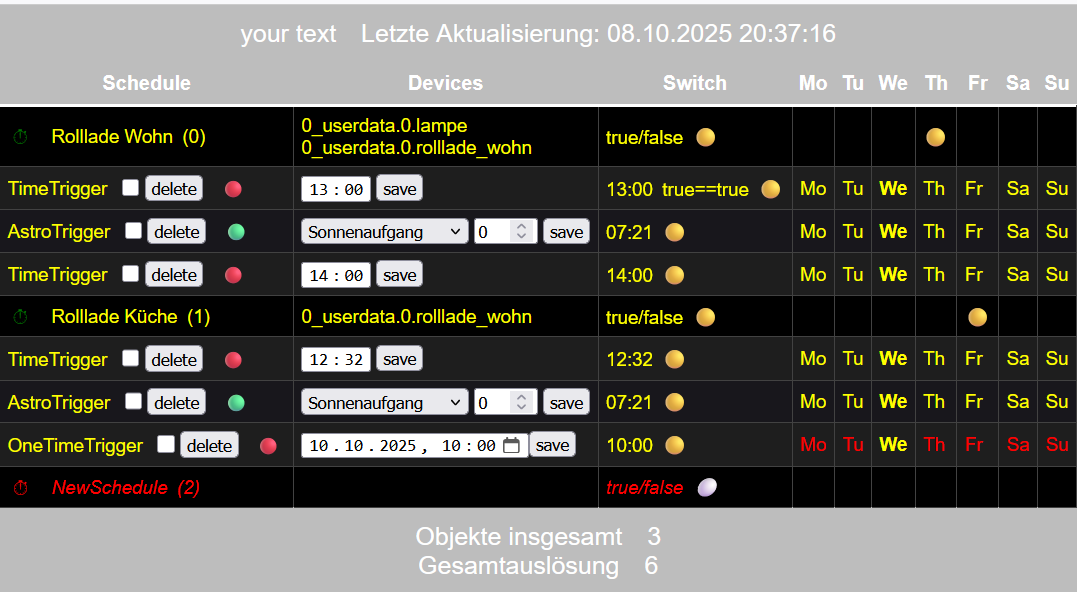 your text Letzte Aktualisierung: 08.10.2025 20:37:16
Schedule Devices Switch Mo Tu We Th Fr Sa Su
Rolllade Wohn (0) 0_userdata.0.lampe true/false
0_userdata.0.rolllade_wohn
TimeTrigger delete 13:00 save 13:00 true==true Mo Tu We Th Fr Sa Su
AstroTrigger delete Sonnenaufgang 0 save 07:21 Mo Tu We Th Fr Sa Su
TimeTrigger delete 14:00 save 14:00 Mo Tu We Th Fr Sa Su
Rolllade Küche (1) 0_userdata.0.rolllade_wohn true/false
TimeTrigger delete 12:32 save 12:32 Mo Tu We Th Fr Sa Su
AstroTrigger delete Sonnenaufgang 0 save 07:21 Mo Tu We Th Fr Sa Su
OneTimeTrigger delete 10.10.2025, 10:00 save 10:00 Mo Tu We Th Fr Sa Su
NewSchedule (2) true/false
Objekte insgesamt 3
Gesamtauslösung 6